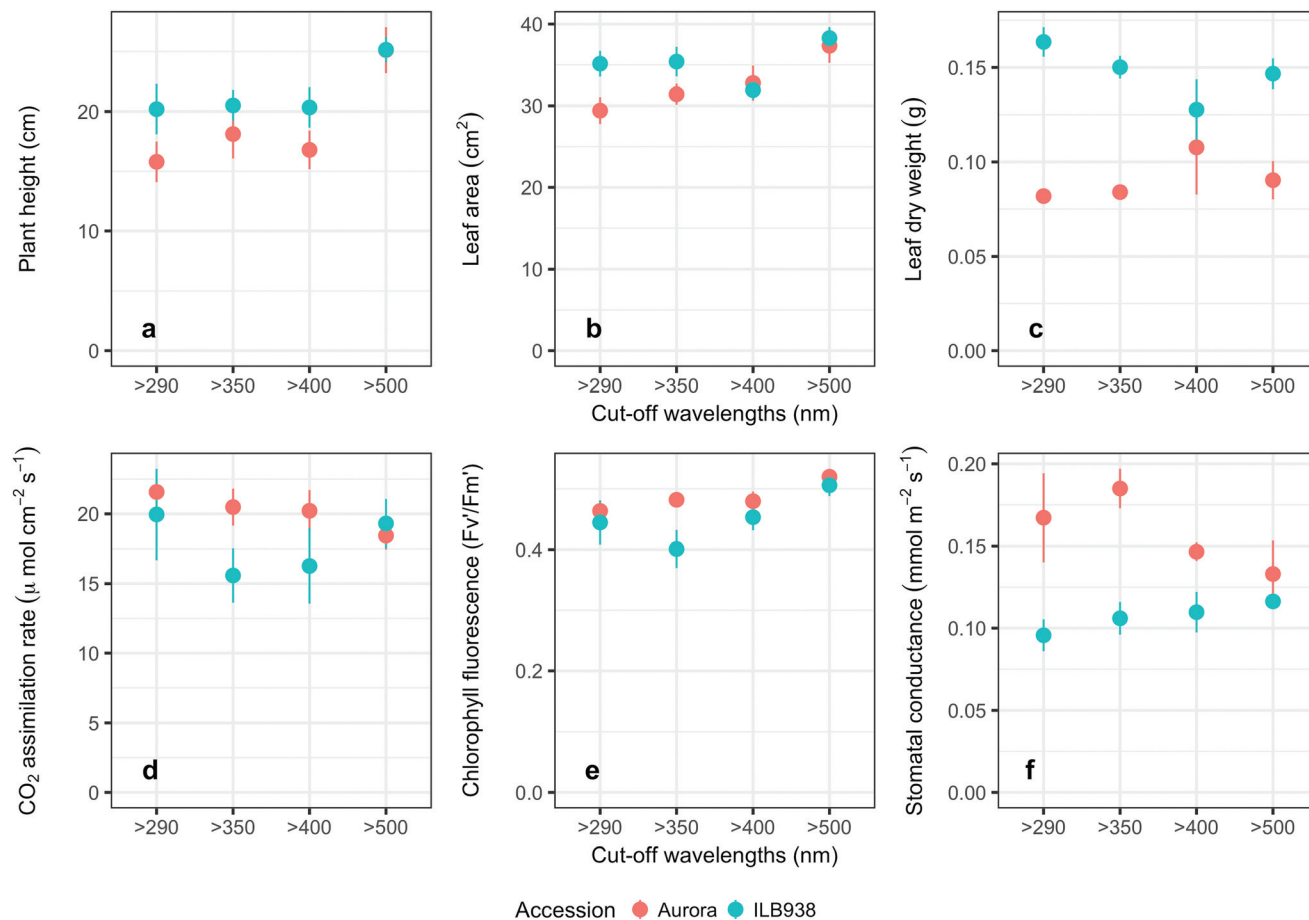 Plant height (cm)
20
10
0
a
>290 >350 >400 >500
Leaf area (cm²)
40
30
20
10
0
b
>290 >350 >400 >500
Cut-off wavelengths (nm)
Leaf dry weight (g)
0.15
0.10
0.05
0.00
c
>290 >350 >400 >500
CO₂ assimilation rate (μ mol cm⁻² s⁻¹)
20
15
10
5
0
d
>290 >350 >400 >500
Chlorophyll fluorescence (Fv'/Fm')
0.4
0.2
0.0
e
>290 >350 >400 >500
Cut-off wavelengths (nm)
Stomatal conductance (mmol m⁻² s⁻¹)
0.20
0.15
0.10
0.05
0.00
f
>290 >350 >400 >500
Accession Aurora ILB938